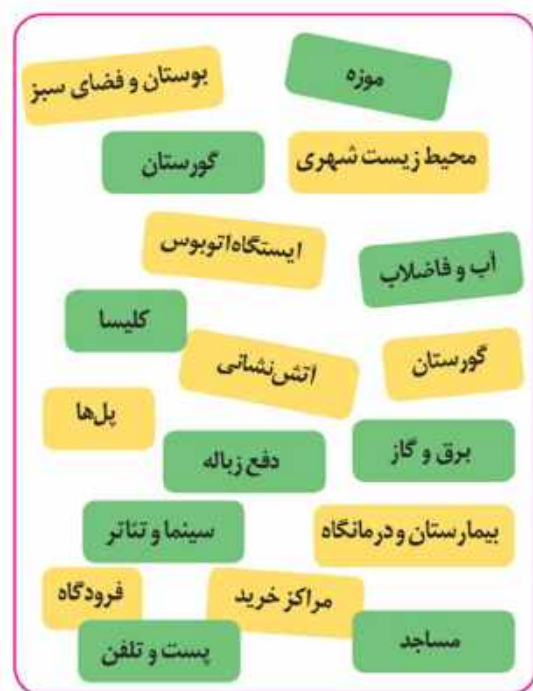 موزه
بوستان و فضای سبز
محیط زیست شهری
گورستان
ایستگاه اتوبوس
آب و فاضلاب
کلیسا
آتش‌نشانی
گورستان
پل‌ها
برق و گاز
دفع زباله
سینما و تئاتر
بیمارستان و درمانگاه
فرودگاه
مراکز خرید
مساجد
پست و تلفن